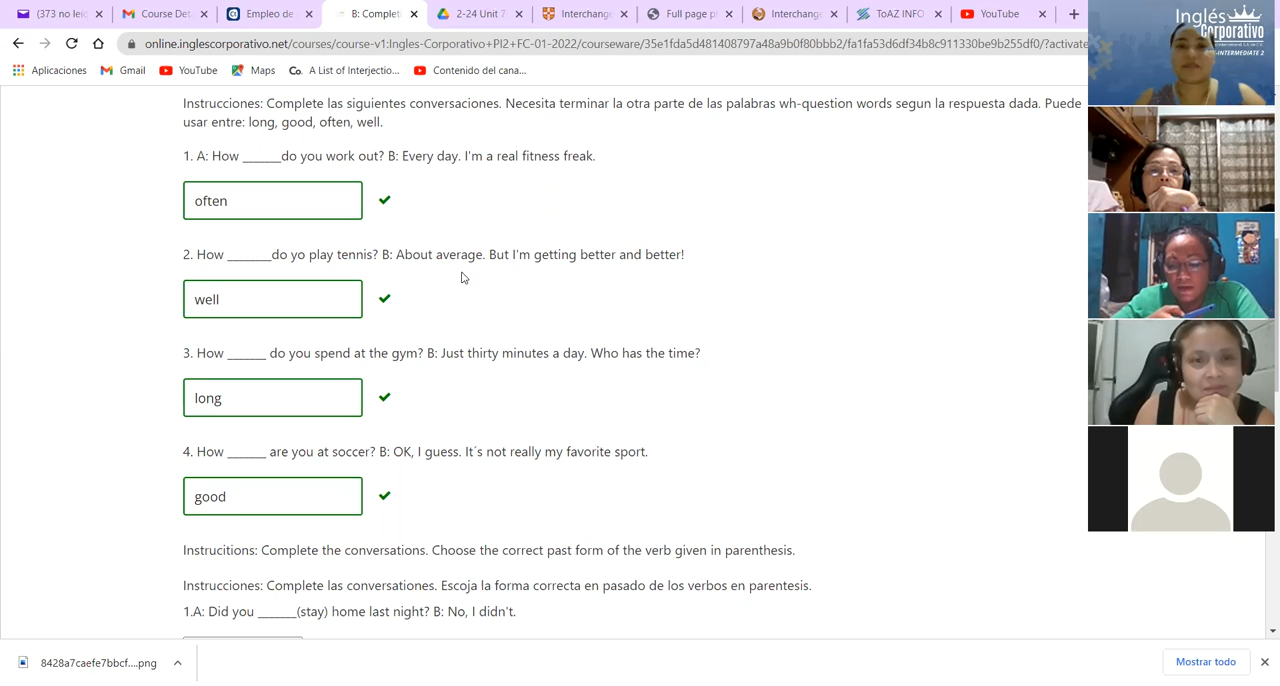 (373 no leíd
Course Det
Empleo de
B: Completi
2-24 Unit 7
Interchange
Full page p
Interchange
ToAZ INFO
YouTube
online.inglescorporativo.net/courses/course-v1:Ingles-Corporativo+PI2+FC-01-2022/courseware/35e1fda5d481408797a48a9b0f80bbb2/fa1fa53d6df34b8c911330be9b255df0/?activate
Aplicaciones
Gmail
YouTube
Maps
Co. A List of Interjectio...
Contenido del cana...
Inglés
Corporativo
PRE-INTERMEDIATE 2
Instrucciones: Complete las siguientes conversaciones. Necesita terminar la otra parte de las palabras wh-question words segun la respuesta dada. Puede
usar entre: long, good, often, well.
1. A: How ______do you work out? B: Every day. I'm a real fitness freak.
often
2. How _______do yo play tennis? B: About average. But I'm getting better and better!
well
3. How ______ do you spend at the gym? B: Just thirty minutes a day. Who has the time?
long
4. How ______ are you at soccer? B: OK, I guess. It´s not really my favorite sport.
good
Instrucitions: Complete the conversations. Choose the correct past form of the verb given in parenthesis.
Instrucciones: Complete las conversationes. Escoja la forma correcta en pasado de los verbos en parentesis.
1.A: Did you ______(stay) home last night? B: No, I didn't.
8428a7caefe7bbcf....png
Mostrar todo